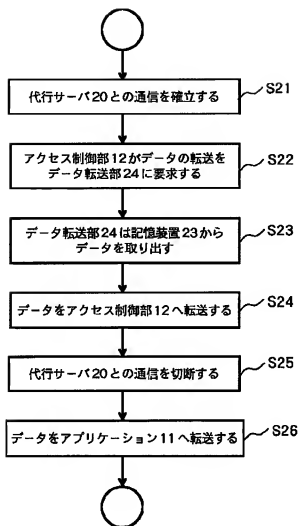 代行サーバ20との通信を確立する
S21
アクセス制御部12がデータの転送を
データ転送部24に要求する
S22
データ転送部24は記憶装置23から
データを取り出す
S23
データをアクセス制御部12へ転送する
S24
代行サーバ20との通信を切断する
S25
データをアプリケーション11へ転送する
S26